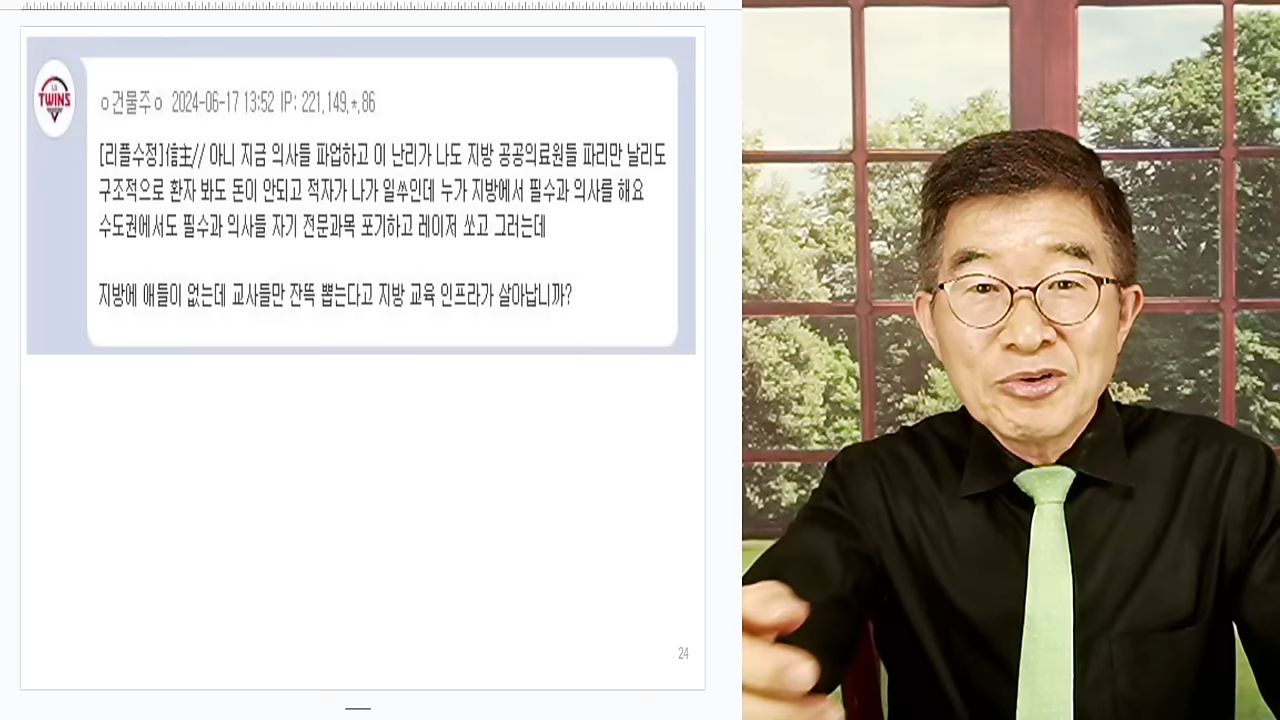 TWINS
ㅇ건물주ㅇ 2024-06-17 13:52 IP: 221.149.*.86
[리플수정]信主// 아니 지금 의사들 파업하고 이 난리가 나도 지방 공공의료원들 파리만 날리도
구조적으로 환자 봐도 돈이 안되고 적자가 나가 일쑤인데 누가 지방에서 필수과 의사를 해요
수도권에서도 필수과 의사들 자기 전문과목 포기하고 레이저 쏘고 그러는데
지방에 애들이 없는데 교사들만 잔뜩 뽑는다고 지방 교육 인프라가 살아납니까?
24